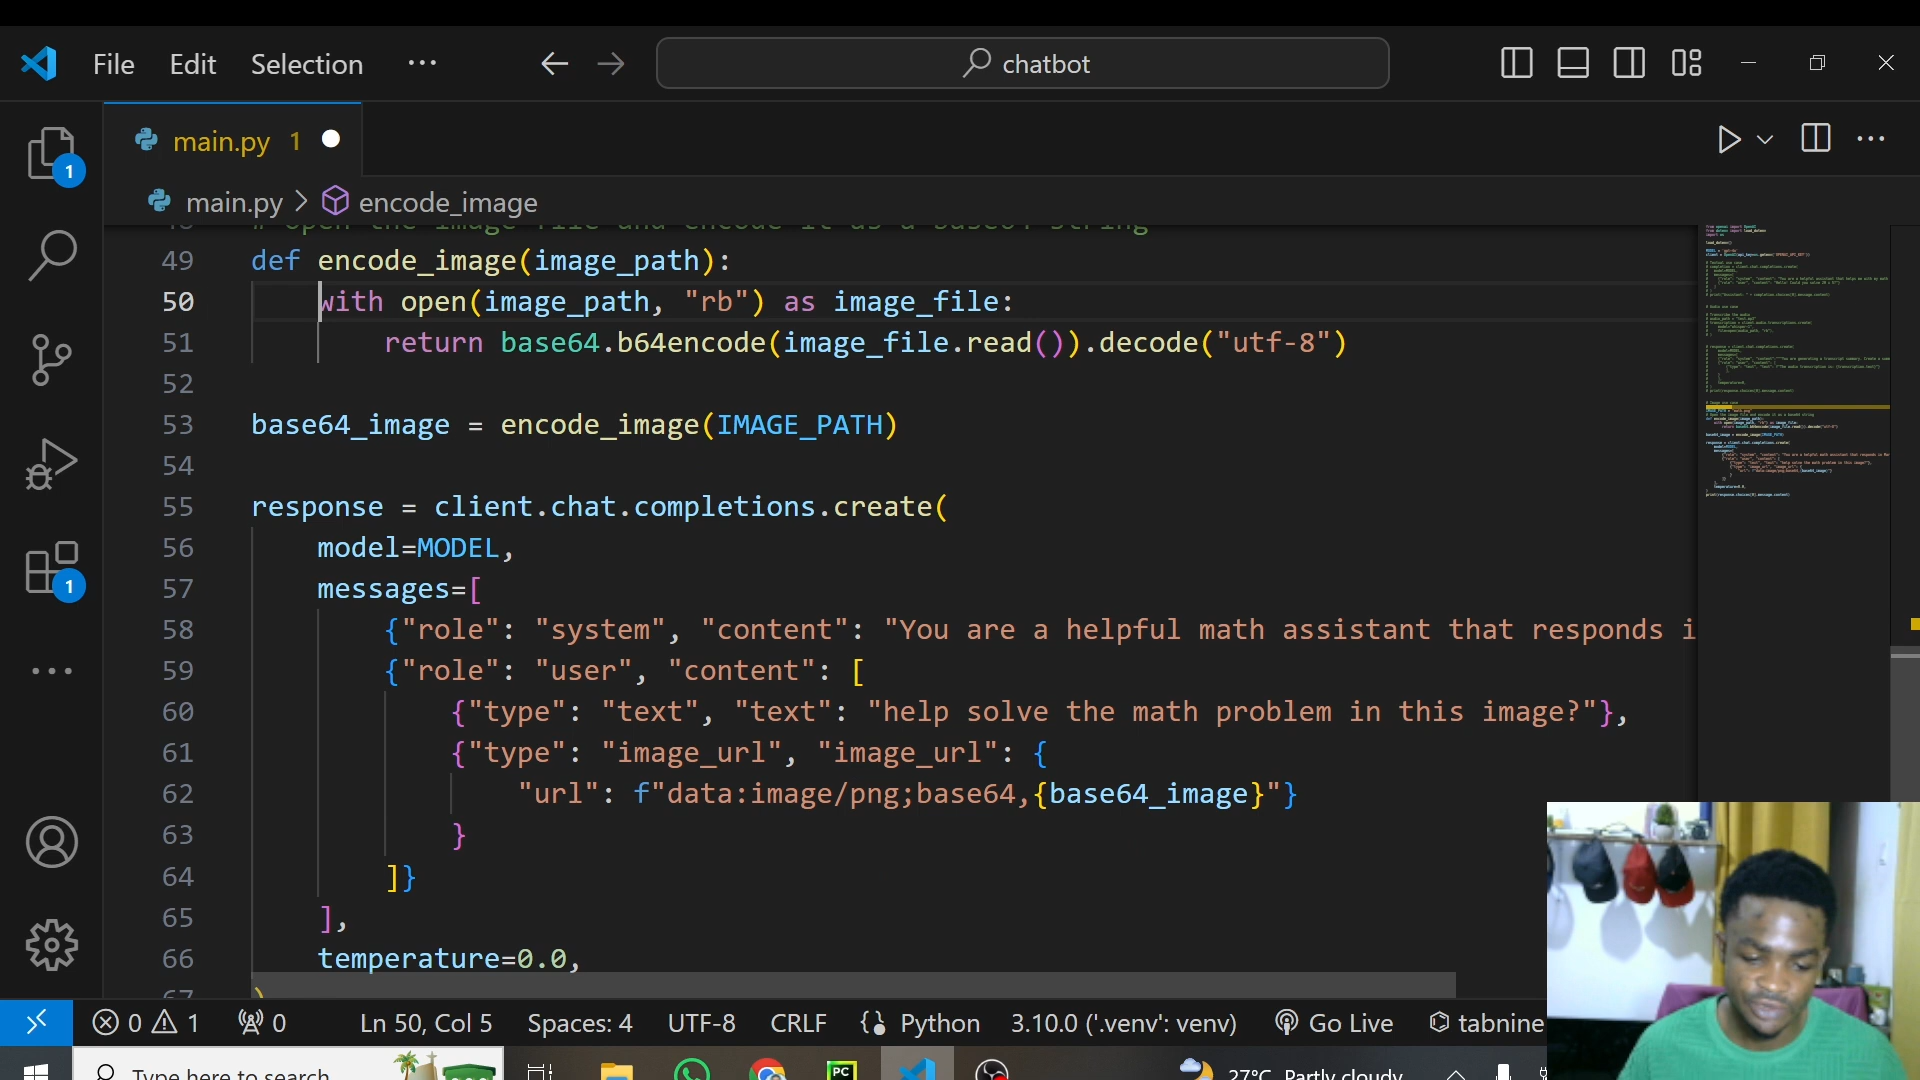 File Edit Selection ··· chatbot
main.py 1
main.py > encode_image
49 def encode_image(image_path):
50 with open(image_path, "rb") as image_file:
51 return base64.b64encode(image_file.read()).decode("utf-8")
52
53 base64_image = encode_image(IMAGE_PATH)
54
55 response = client.chat.completions.create(
56 model=MODEL,
57 messages=[
58 {"role": "system", "content": "You are a helpful math assistant that responds i
59 {"role": "user", "content": [
60 {"type": "text", "text": "help solve the math problem in this image?"},
61 {"type": "image_url", "image_url": {
62 "url": f"data:image/png;base64,{base64_image}"}
63 }
64 ]}
65 ],
66 temperature=0.0,
67 )
1
1
0 1 0 Ln 50, Col 5 Spaces: 4 UTF-8 CRLF Python 3.10.0 ('.venv': venv) Go Live tabnine
Type here to search PC 27°C Partly cloudy